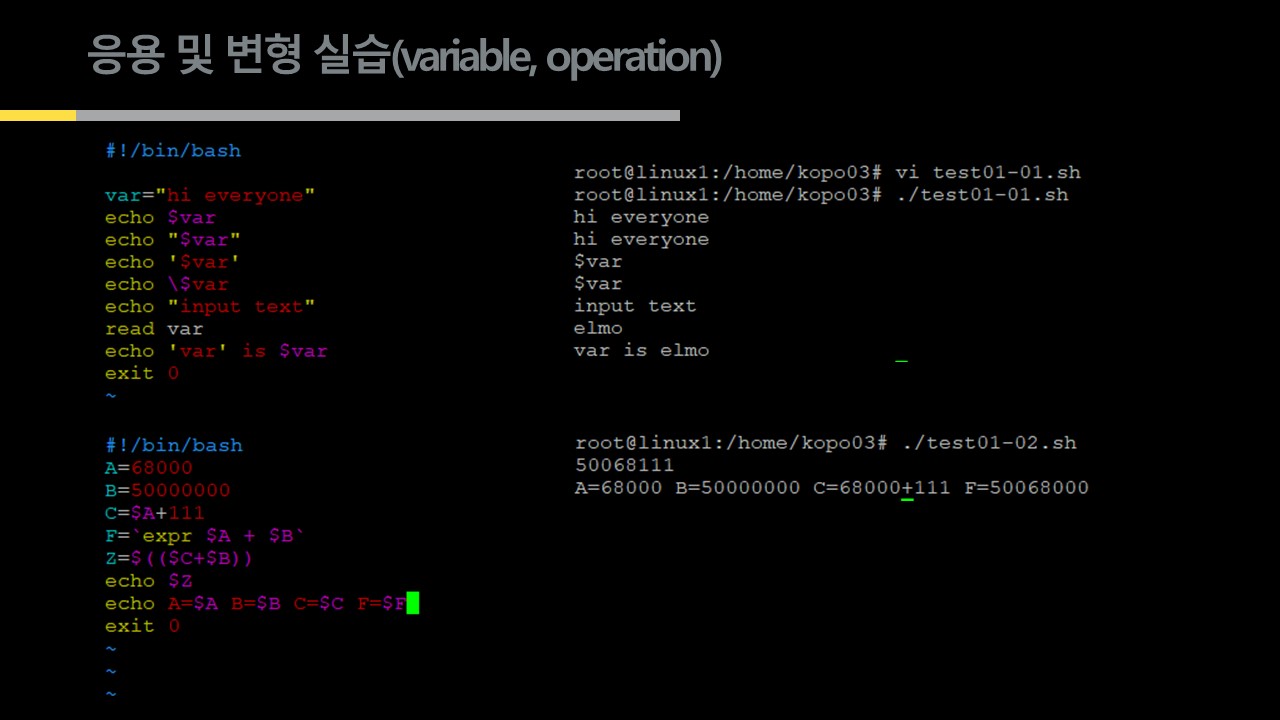 응용 및 변형 실습(variable, operation)
#!/bin/bash
var="hi everyone"
echo $var
echo "$var"
echo '$var'
echo \$var
echo "input text"
read var
echo 'var' is $var
exit 0
~
root@linux1:/home/kopo03# vi test01-01.sh
root@linux1:/home/kopo03# ./test01-01.sh
hi everyone
hi everyone
$var
$var
input text
elmo
var is elmo
#!/bin/bash
A=68000
B=50000000
C=$A+111
F=`expr $A + $B`
Z=$(($C+$B))
echo $Z
echo A=$A B=$B C=$C F=$F
exit 0
~
~
~
root@linux1:/home/kopo03# ./test01-02.sh
50068111
A=68000 B=50000000 C=68000+111 F=50068000